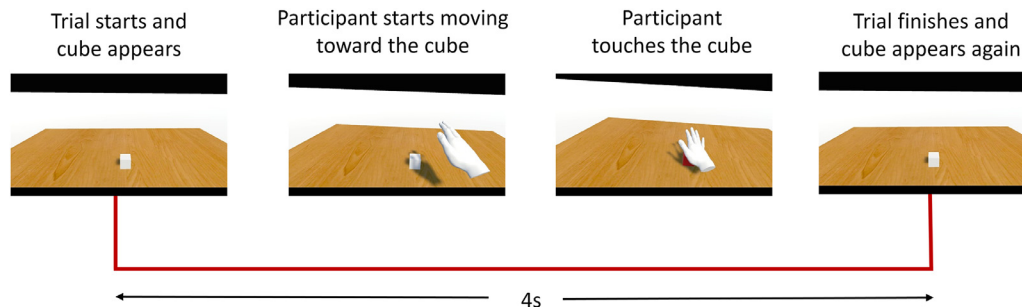 Trial starts and
cube appears
Participant starts moving
toward the cube
Participant
touches the cube
Trial finishes and
cube appears again
4s